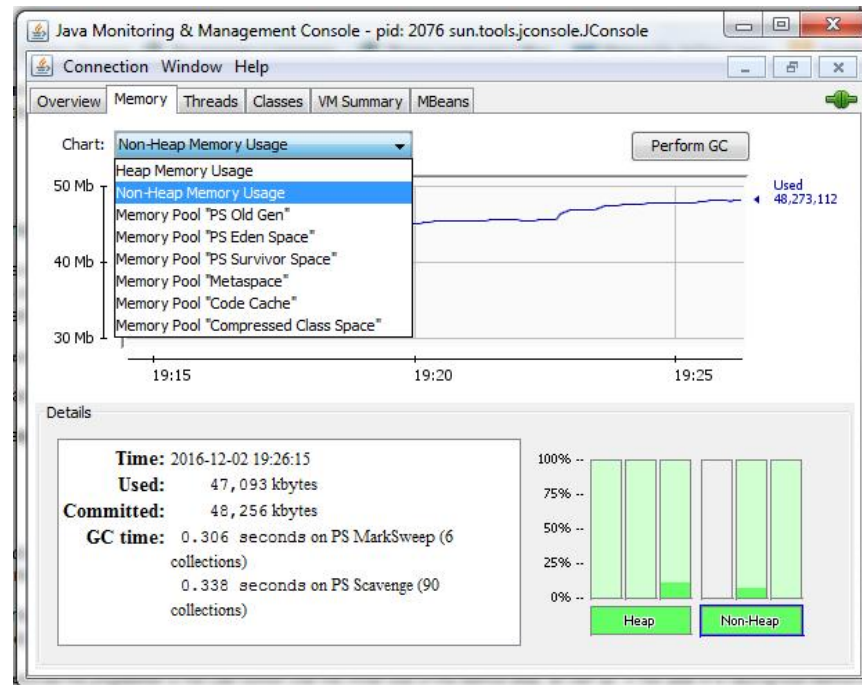 Java Monitoring & Management Console - pid: 2076 sun.tools.jconsole.JConsole
Connection Window Help
Overview Memory Threads Classes VM Summary MBeans
Chart: Non-Heap Memory Usage Perform GC
Heap Memory Usage
Non-Heap Memory Usage
Memory Pool "PS Old Gen"
Memory Pool "PS Eden Space"
Memory Pool "PS Survivor Space"
Memory Pool "Metaspace"
Memory Pool "Code Cache"
Memory Pool "Compressed Class Space"
50 Mb
40 Mb
30 Mb
Used
48,273,112
19:15 19:20 19:25
Details
Time: 2016-12-02 19:26:15
Used: 47,093 kbytes
Committed: 48,256 kbytes
GC time: 0.306 seconds on PS MarkSweep (6
collections)
0.338 seconds on PS Scavenge (90
collections)
100% --
75% --
50% --
25% --
0% --
Heap Non-Heap